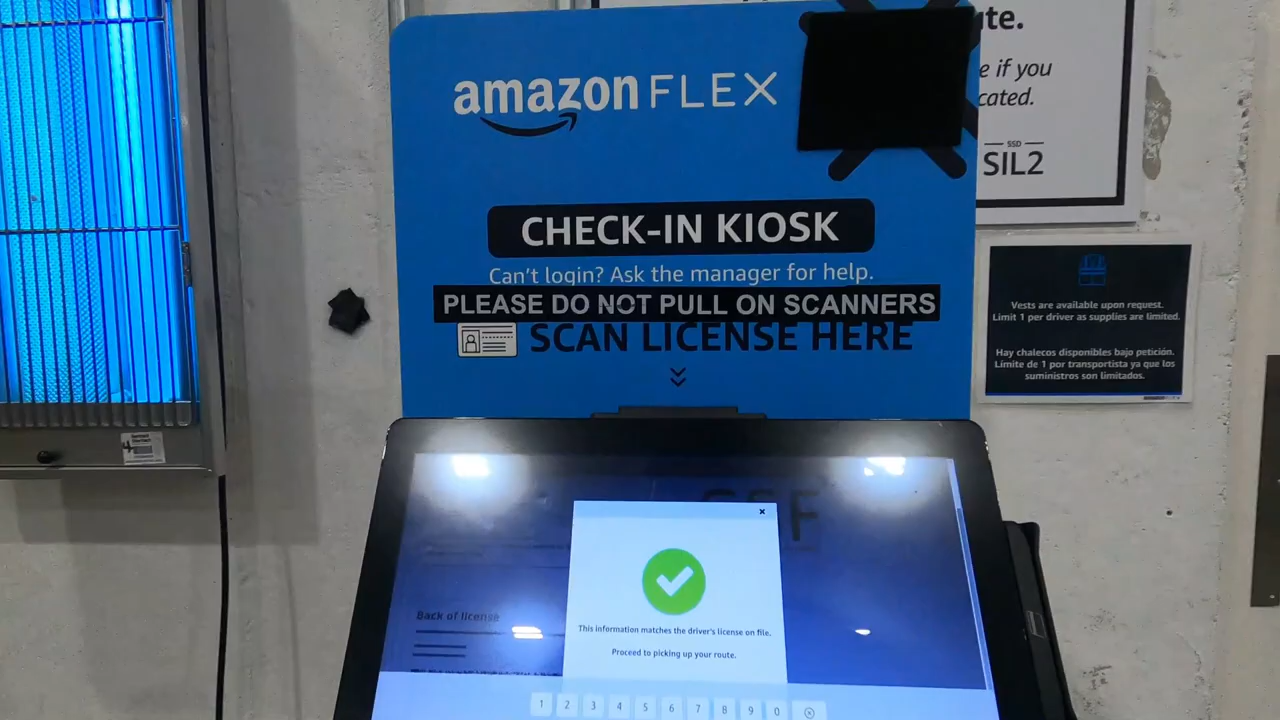 amazon FLEX
CHECK-IN KIOSK
Can't login? Ask the manager for help.
PLEASE DO NOT PULL ON SCANNERS
SCAN LICENSE HERE
te.
e if you
cated.
SSD
SIL2
Vests are available upon request.
Limit 1 per driver as supplies are limited.
Hay chalecos disponibles bajo petición.
Límite de 1 por transportista ya que los
suministros son limitados.
Back of license
This information matches the driver's license on file.
Proceed to picking up your route.
1 2 3 4 5 6 7 8 9 0